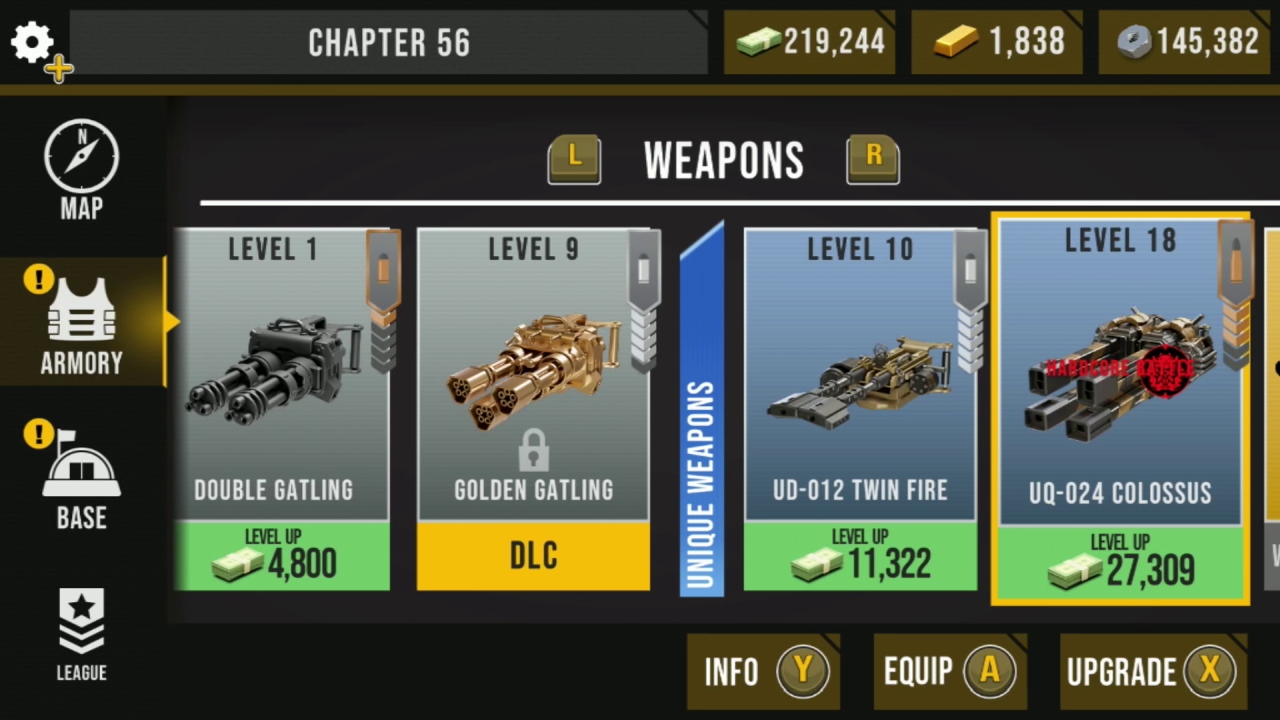 CHAPTER 56
219,244
1,838
145,382
N
MAP
L
WEAPONS
R
!
ARMORY
!
BASE
LEAGUE
LEVEL 1
DOUBLE GATLING
LEVEL UP
4,800
LEVEL 9
GOLDEN GATLING
DLC
UNIQUE WEAPONS
LEVEL 10
UD-012 TWIN FIRE
LEVEL UP
11,322
LEVEL 18
HARDCORE BATTLE
UQ-024 COLOSSUS
LEVEL UP
27,309
INFO Y
EQUIP A
UPGRADE X